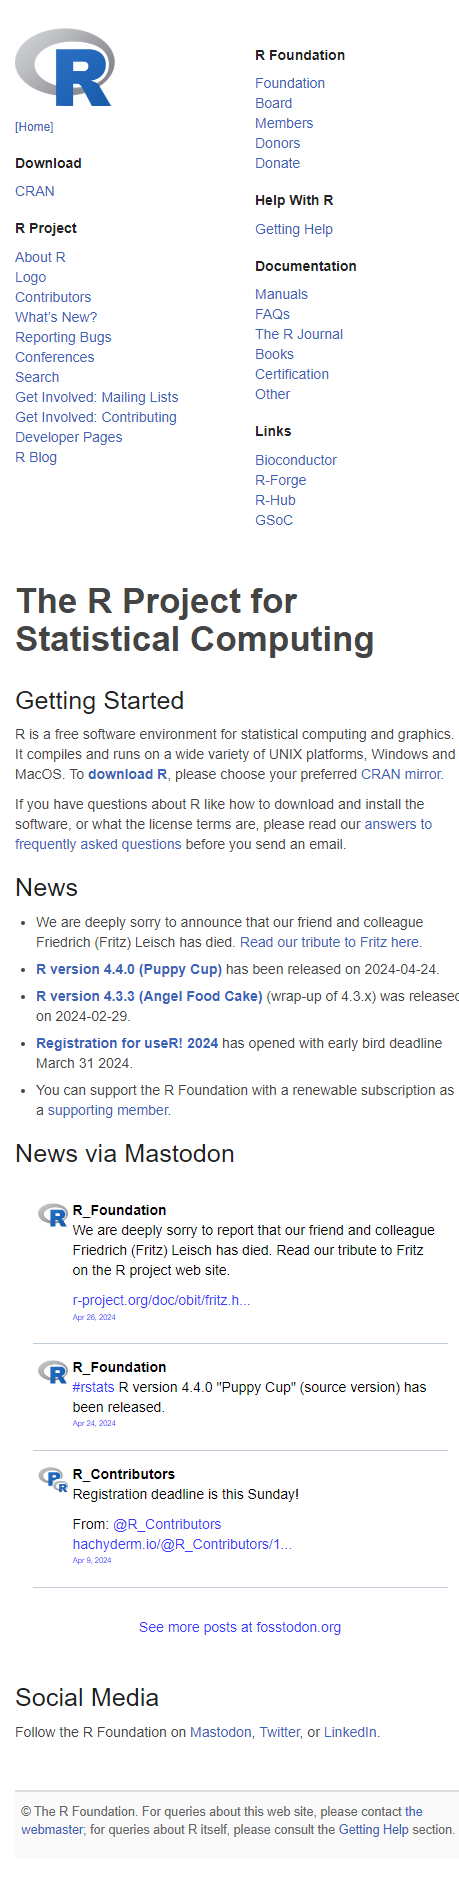 R
[Home]
Download
CRAN
R Project
About R
Logo
Contributors
What's New?
Reporting Bugs
Conferences
Search
Get Involved: Mailing Lists
Get Involved: Contributing
Developer Pages
R Blog
R Foundation
Foundation
Board
Members
Donors
Donate
Help With R
Getting Help
Documentation
Manuals
FAQs
The R Journal
Books
Certification
Other
Links
Bioconductor
R-Forge
R-Hub
GSoC
The R Project for
Statistical Computing
Getting Started
R is a free software environment for statistical computing and graphics.
It compiles and runs on a wide variety of UNIX platforms, Windows and
MacOS. To download R, please choose your preferred CRAN mirror.
If you have questions about R like how to download and install the
software, or what the license terms are, please read our answers to
frequently asked questions before you send an email.
News
• We are deeply sorry to announce that our friend and colleague
Friedrich (Fritz) Leisch has died. Read our tribute to Fritz here.
• R version 4.4.0 (Puppy Cup) has been released on 2024-04-24.
• R version 4.3.3 (Angel Food Cake) (wrap-up of 4.3.x) was released
on 2024-02-29.
• Registration for useR! 2024 has opened with early bird deadline
March 31 2024.
• You can support the R Foundation with a renewable subscription as
a supporting member.
News via Mastodon
R R_Foundation
We are deeply sorry to report that our friend and colleague
Friedrich (Fritz) Leisch has died. Read our tribute to Fritz
on the R project web site.
r-project.org/doc/obit/fritz.h...
Apr 26, 2024
R R_Foundation
#rstats R version 4.4.0 "Puppy Cup" (source version) has
been released.
Apr 24, 2024
R R R_Contributors
Registration deadline is this Sunday!
From: @R_Contributors
hachyderm.io/@R_Contributors/1...
Apr 9, 2024
See more posts at fosstodon.org
Social Media
Follow the R Foundation on Mastodon, Twitter, or LinkedIn.
© The R Foundation. For queries about this web site, please contact the
webmaster; for queries about R itself, please consult the Getting Help section.